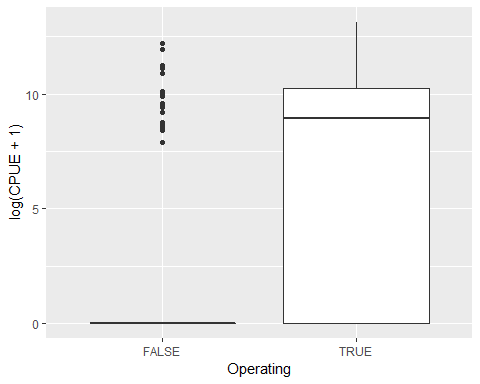 log(CPUE + 1)
10
5
0
FALSE
TRUE
Operating